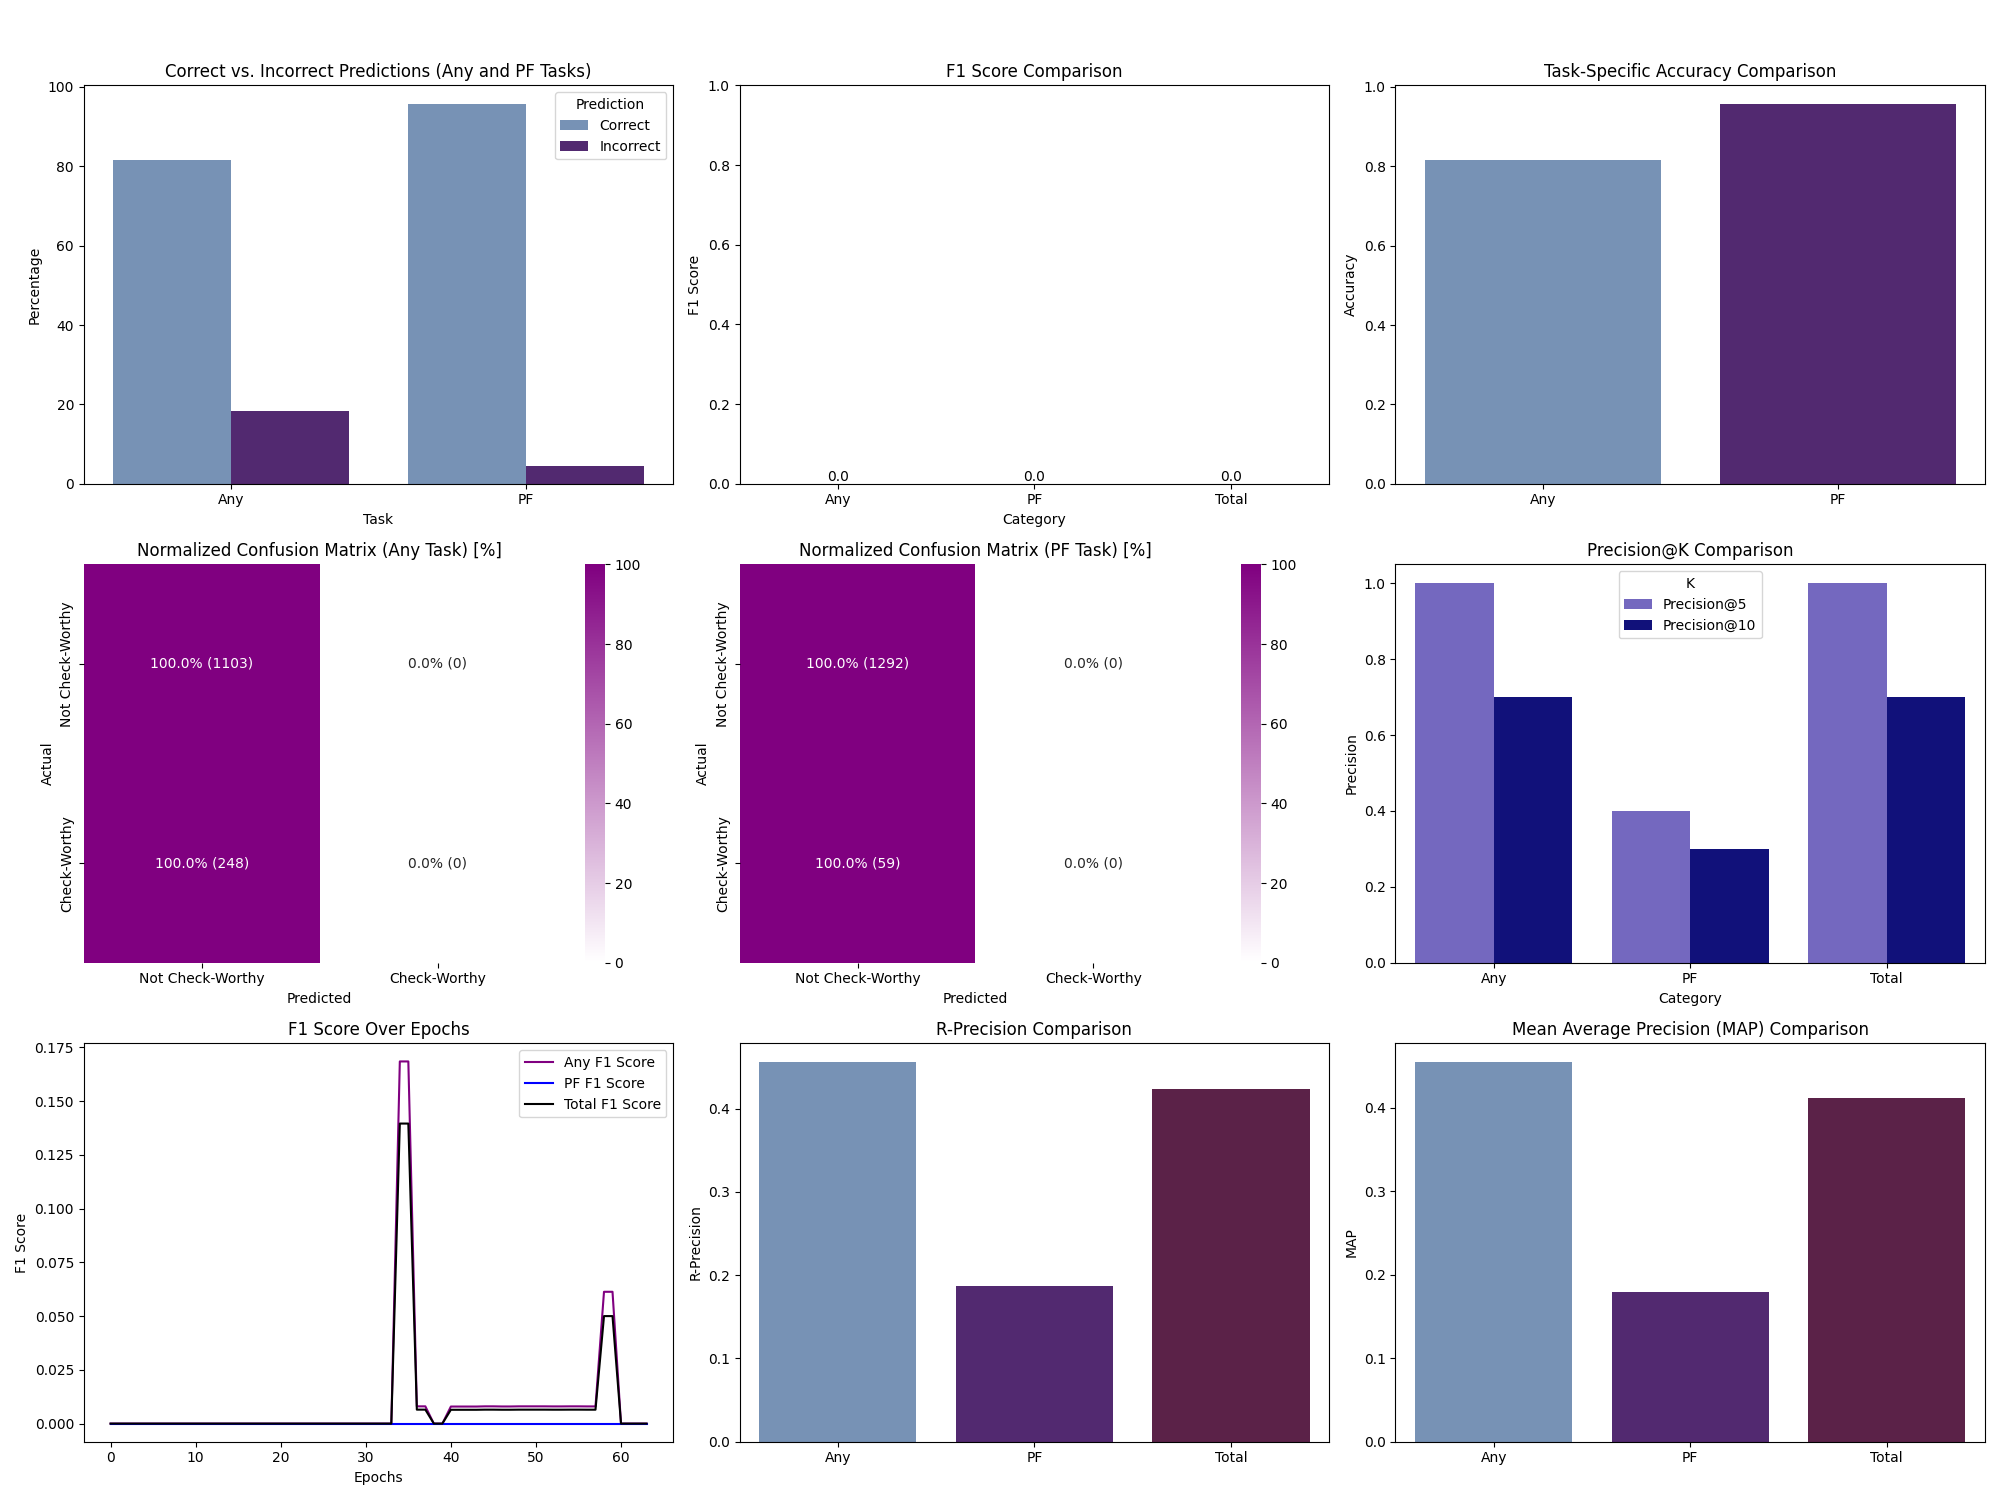 Correct vs. Incorrect Predictions (Any and PF Tasks)
100
80
60
40
20
0
Percentage
Prediction
Correct
Incorrect
Any
PF
Task
F1 Score Comparison
1.0
0.8
0.6
0.4
0.2
0.0
F1 Score
0.0
0.0
0.0
Any
PF
Total
Category
Task-Specific Accuracy Comparison
1.0
0.8
0.6
0.4
0.2
0.0
Accuracy
Any
PF
Normalized Confusion Matrix (Any Task) [%]
Actual
Not Check-Worthy
Check-Worthy
100.0% (1103)
0.0% (0)
100.0% (248)
0.0% (0)
Not Check-Worthy
Check-Worthy
Predicted
100
80
60
40
20
0
Normalized Confusion Matrix (PF Task) [%]
Actual
Not Check-Worthy
Check-Worthy
100.0% (1292)
0.0% (0)
100.0% (59)
0.0% (0)
Not Check-Worthy
Check-Worthy
Predicted
100
80
60
40
20
0
Precision@K Comparison
1.0
0.8
0.6
0.4
0.2
0.0
Precision
K
Precision@5
Precision@10
Any
PF
Total
Category
F1 Score Over Epochs
0.175
0.150
0.125
0.100
0.075
0.050
0.025
0.000
F1 Score
Any F1 Score
PF F1 Score
Total F1 Score
0
10
20
30
40
50
60
Epochs
R-Precision Comparison
0.4
0.3
0.2
0.1
0.0
R-Precision
Any
PF
Total
Mean Average Precision (MAP) Comparison
0.4
0.3
0.2
0.1
0.0
MAP
Any
PF
Total